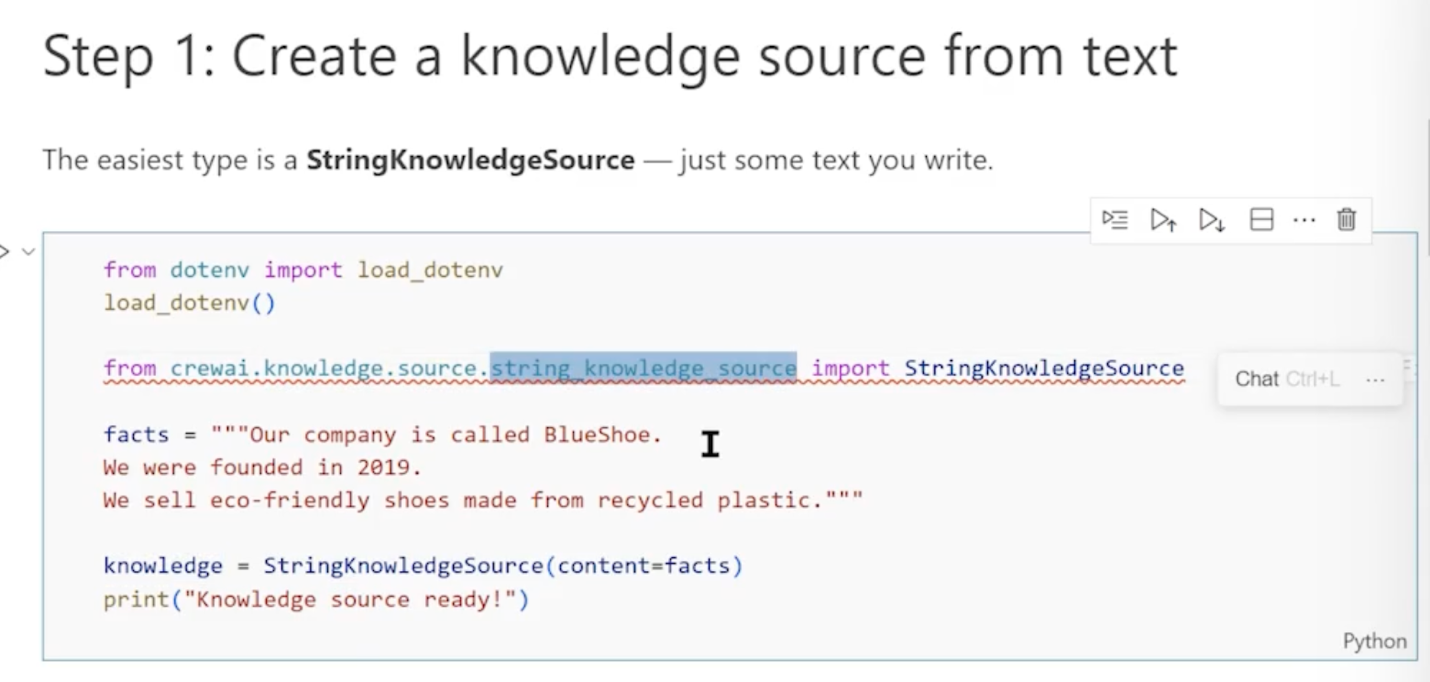 Step 1: Create a knowledge source from text
The easiest type is a StringKnowledgeSource — just some text you write.
from dotenv import load_dotenv
load_dotenv()
from crewai.knowledge.source.string_knowledge_source import StringKnowledgeSource
Chat Ctrl+L ...
facts = """Our company is called BlueShoe.
We were founded in 2019.
We sell eco-friendly shoes made from recycled plastic."""
knowledge = StringKnowledgeSource(content=facts)
print("Knowledge source ready!")
Python